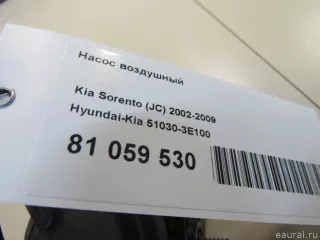 Насос воздушный
Kia Sorento (JC) 2002-2009
Hyundai-Kia 51030-3E100
81 059 530
eaural.ru